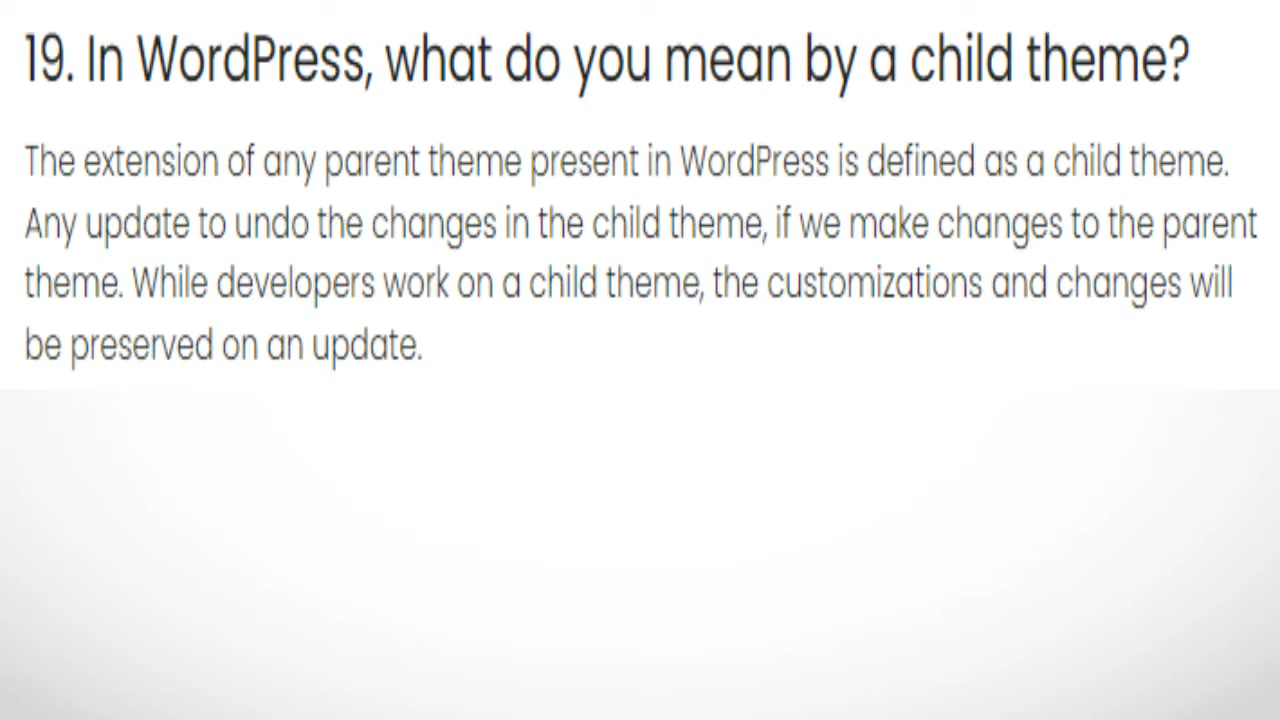 19. In WordPress, what do you mean by a child theme?
The extension of any parent theme present in WordPress is defined as a child theme.
Any update to undo the changes in the child theme, if we make changes to the parent
theme. While developers work on a child theme, the customizations and changes will
be preserved on an update.